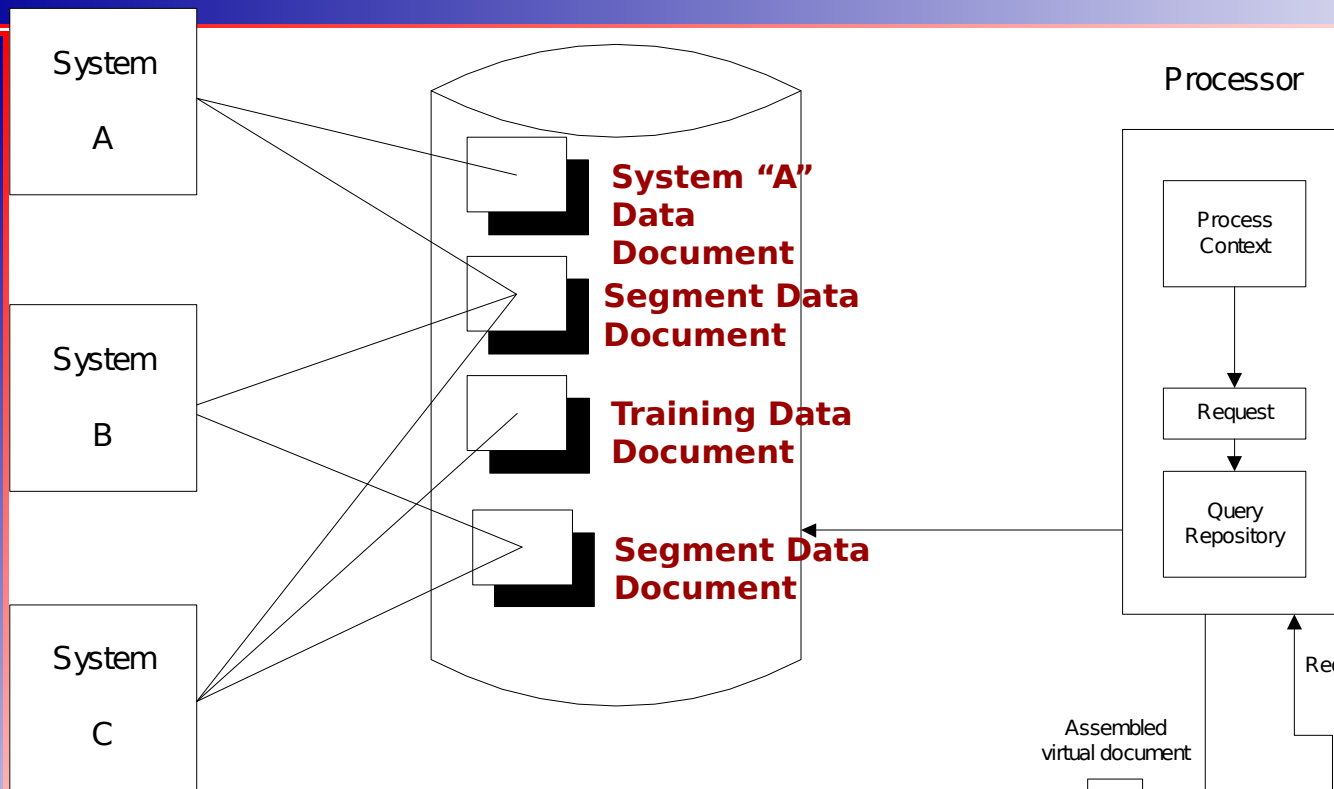 System
A
System
B
System
C
System “A”
Data
Document
Segment Data
Document
Training Data
Document
Segment Data
Document
Processor
Process
Context
Request
Query
Repository
Assembled
virtual document